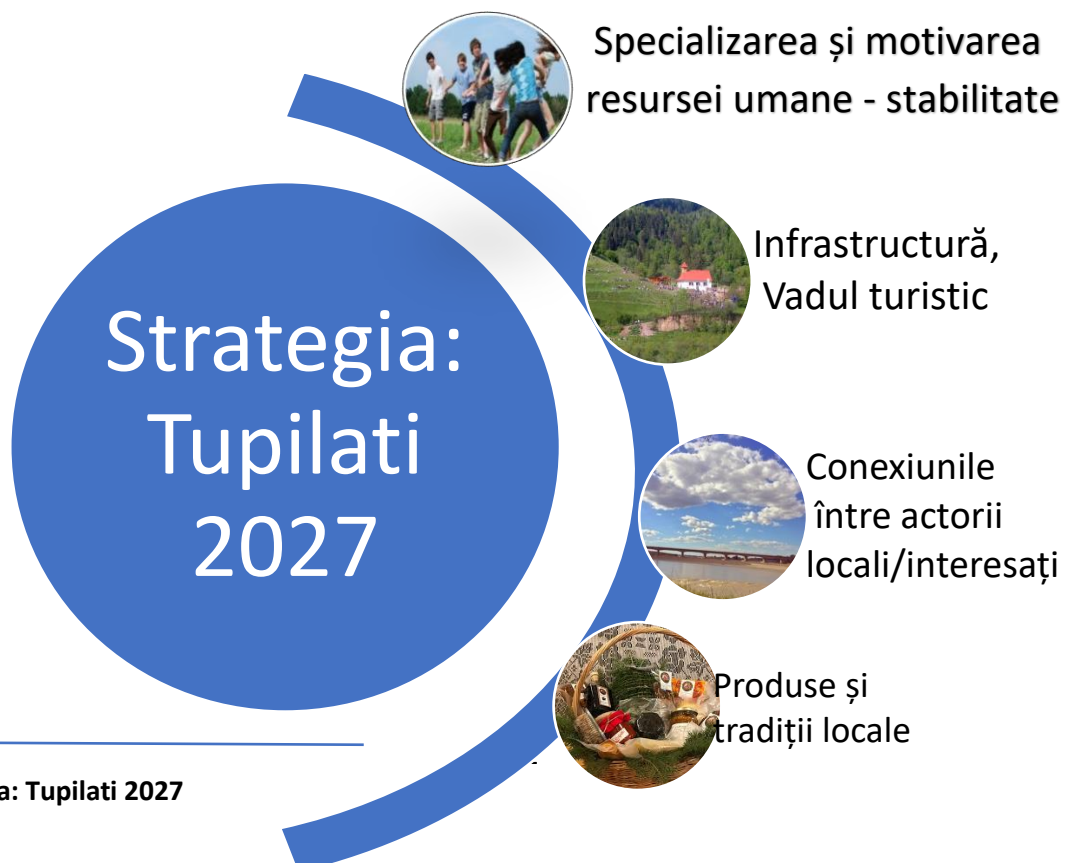 Specializarea și motivarea
resursei umane - stabilitate
Infrastructură,
Vadul turistic
Strategia:
Tupilati
2027
Conexiunile
între actorii
locali/interesați
Produse și
tradiții locale
a: Tupilati 2027